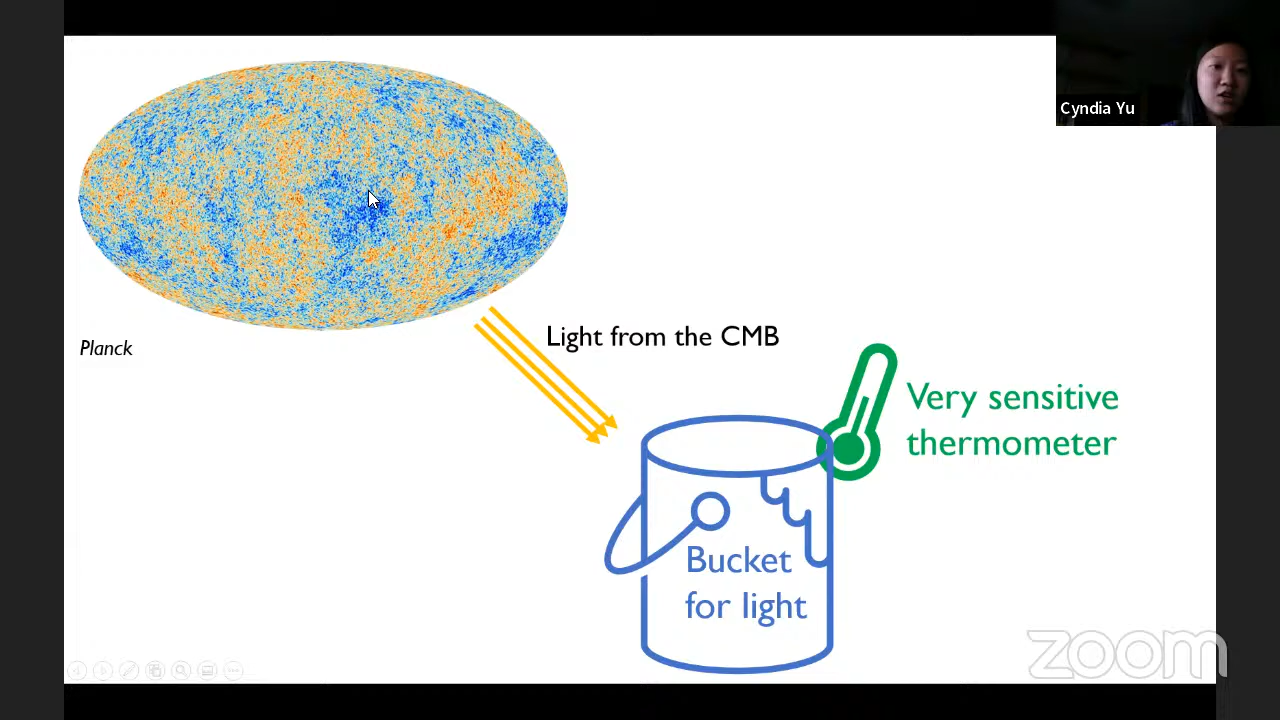 Cyndia Yu
Planck
Light from the CMB
Very sensitive
thermometer
Bucket
for light
zoom